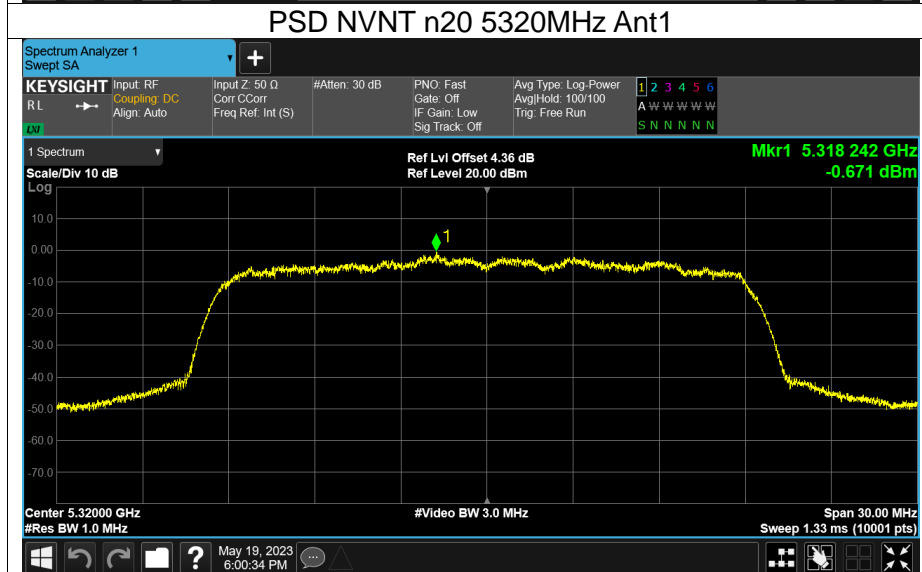 PSD NVNT n20 5320MHz Ant1
Spectrum Analyzer 1
Swept SA
KEYSIGHT
R L
LXI
Input: RF
Coupling: DC
Align: Auto
Input Z: 50 Ω
Corr CCorr
Freq Ref: Int (S)
#Atten: 30 dB
PNO: Fast
Gate: Off
IF Gain: Low
Sig Track: Off
Avg Type: Log-Power
Avg|Hold: 100/100
Trig: Free Run
1 2 3 4 5 6
A W W W W W
S N N N N N
1 Spectrum
Scale/Div 10 dB
Log
Ref Lvl Offset 4.36 dB
Ref Level 20.00 dBm
Mkr1 5.318 242 GHz
-0.671 dBm
1
10.0
0.00
-10.0
-20.0
-30.0
-40.0
-50.0
-60.0
-70.0
Center 5.32000 GHz
#Res BW 1.0 MHz
#Video BW 3.0 MHz
Span 30.00 MHz
Sweep 1.33 ms (10001 pts)
?
May 19, 2023
6:00:34 PM